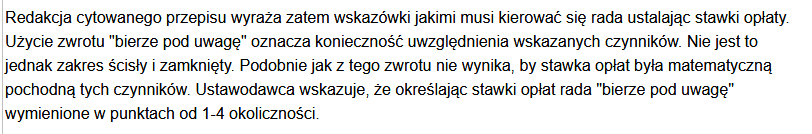 Redakcja cytowanego przepisu wyraża zatem wskazówki jakimi musi kierować się rada ustalając stawki opłaty.
Użycie zwrotu "bierze pod uwagę" oznacza konieczność uwzględnienia wskazanych czynników. Nie jest to
jednak zakres ścisły i zamknięty. Podobnie jak z tego zwrotu nie wynika, by stawka opłat była matematyczną
pochodną tych czynników. Ustawodawca wskazuje, że określając stawki opłat rada "bierze pod uwagę"
wymienione w punktach od 1-4 okoliczności.